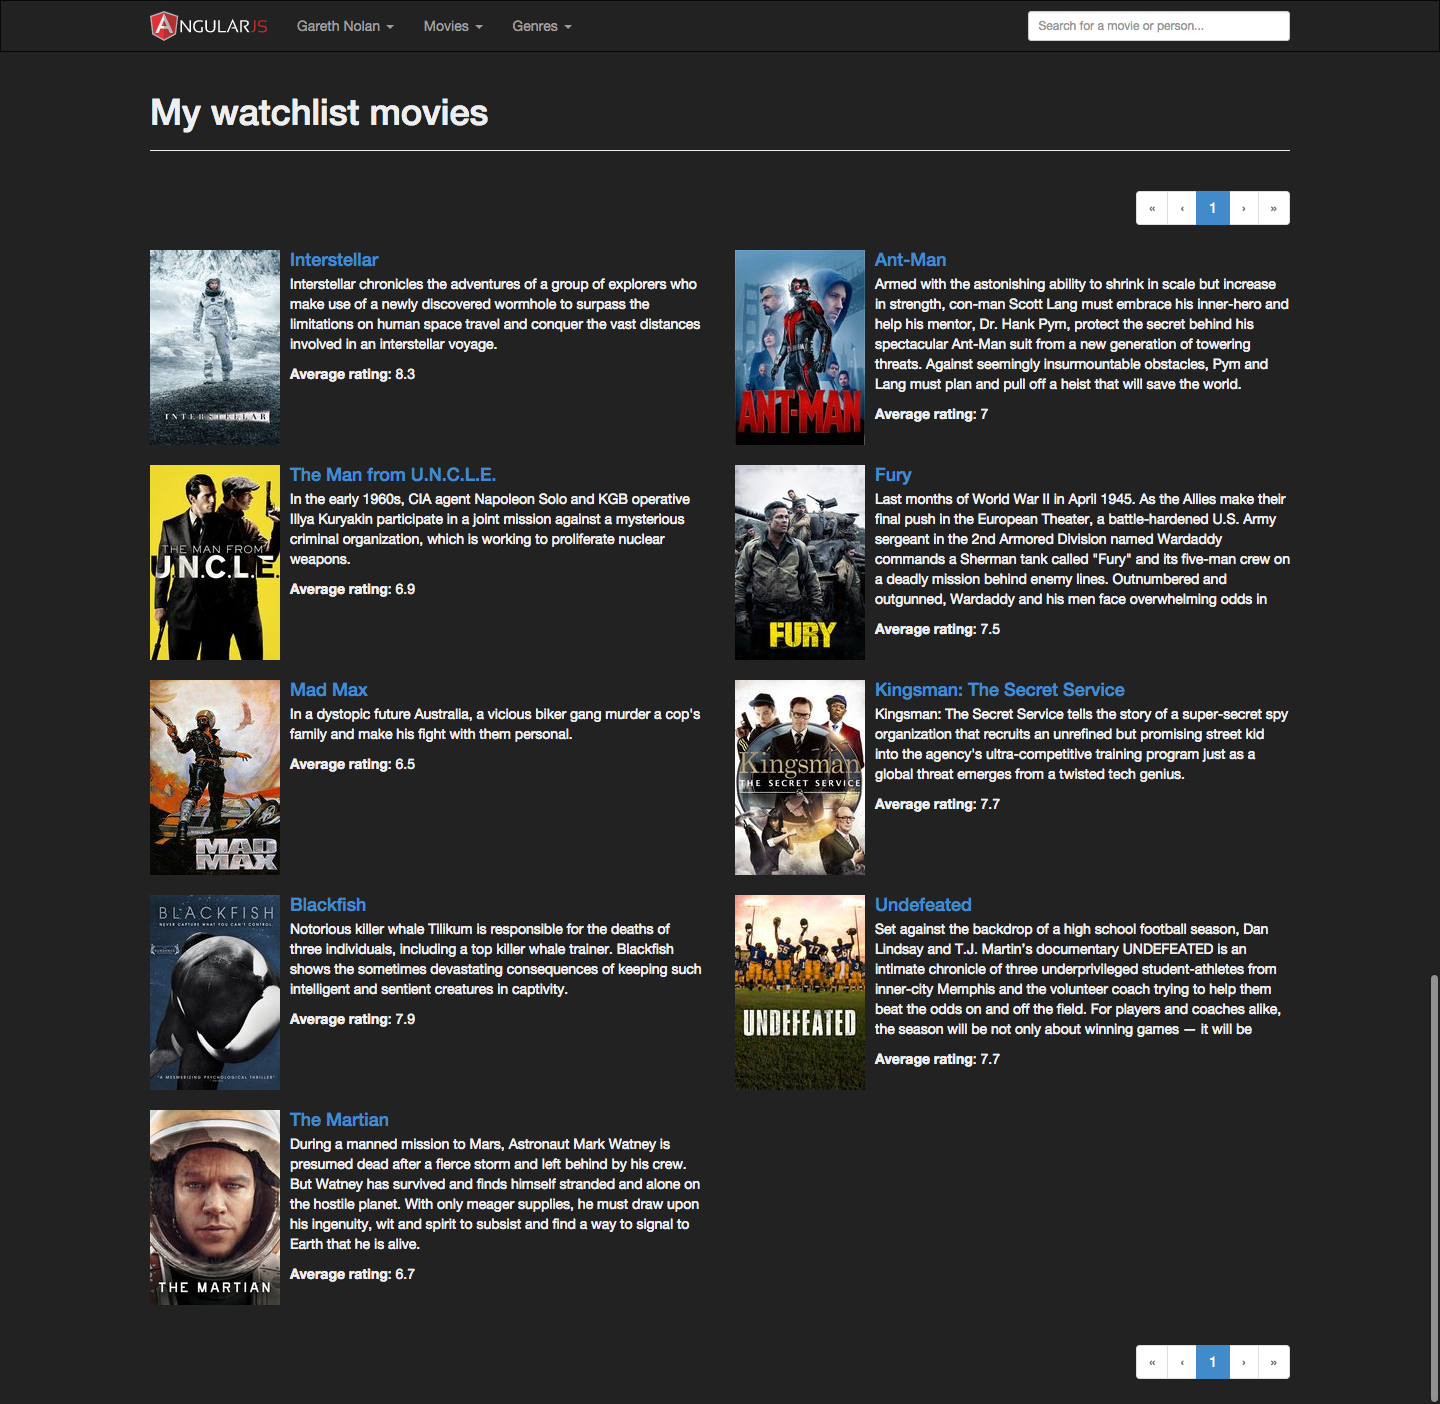 ANGULARJS
Gareth Nolan
Movies
Genres
Search for a movie or person...
My watchlist movies
« ‹ 1 › »
INTERSTELLAR
Interstellar
Interstellar chronicles the adventures of a group of explorers who
make use of a newly discovered wormhole to surpass the
limitations on human space travel and conquer the vast distances
involved in an interstellar voyage.
Average rating: 8.3
ANT-MAN
Ant-Man
Armed with the astonishing ability to shrink in scale but increase
in strength, con-man Scott Lang must embrace his inner-hero and
help his mentor, Dr. Hank Pym, protect the secret behind his
spectacular Ant-Man suit from a new generation of towering
threats. Against seemingly insurmountable obstacles, Pym and
Lang must plan and pull off a heist that will save the world.
Average rating: 7
THE MAN FROM
U.N.C.L.E.
The Man from U.N.C.L.E.
In the early 1960s, CIA agent Napoleon Solo and KGB operative
Illya Kuryakin participate in a joint mission against a mysterious
criminal organization, which is working to proliferate nuclear
weapons.
Average rating: 6.9
FURY
Fury
Last months of World War II in April 1945. As the Allies make their
final push in the European Theater, a battle-hardened U.S. Army
sergeant in the 2nd Armored Division named Wardaddy
commands a Sherman tank called "Fury" and its five-man crew on
a deadly mission behind enemy lines. Outnumbered and
outgunned, Wardaddy and his men face overwhelming odds in
Average rating: 7.5
MAD
MAX
Mad Max
In a dystopic future Australia, a vicious biker gang murder a cop's
family and make his fight with them personal.
Average rating: 6.5
Kingsman
THE SECRET SERVICE
Kingsman: The Secret Service
Kingsman: The Secret Service tells the story of a super-secret spy
organization that recruits an unrefined but promising street kid
into the agency's ultra-competitive training program just as a
global threat emerges from a twisted tech genius.
Average rating: 7.7
BLACKFISH
NEVER CAPTURE WHAT YOU CAN'T CONTROL
"A MESMERIZING PSYCHOLOGICAL THRILLER"
Blackfish
Notorious killer whale Tilikum is responsible for the deaths of
three individuals, including a top killer whale trainer. Blackfish
shows the sometimes devastating consequences of keeping such
intelligent and sentient creatures in captivity.
Average rating: 7.9
UNDEFEATED
Undefeated
Set against the backdrop of a high school football season, Dan
Lindsay and T.J. Martin's documentary UNDEFEATED is an
intimate chronicle of three underprivileged student-athletes from
inner-city Memphis and the volunteer coach trying to help them
beat the odds on and off the field. For players and coaches alike,
the season will be not only about winning games — it will be
Average rating: 7.7
THE MARTIAN
The Martian
During a manned mission to Mars, Astronaut Mark Watney is
presumed dead after a fierce storm and left behind by his crew.
But Watney has survived and finds himself stranded and alone on
the hostile planet. With only meager supplies, he must draw upon
his ingenuity, wit and spirit to subsist and find a way to signal to
Earth that he is alive.
Average rating: 6.7
« ‹ 1 › »